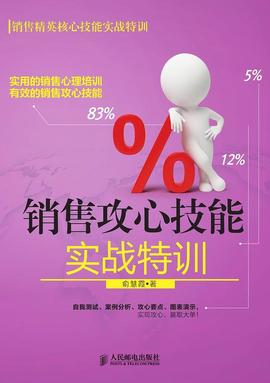 销售精英核心技能实战特训
实用的销售心理培训
有效的销售攻心技能
5%
83%
%
12%
销售攻心技能
实战特训
俞慧霞◎著
自我测试、案例分析、攻心要点、图表演示，
实现攻心，赢取大单！
人民邮电出版社
POSTS & TELECOM PRESS